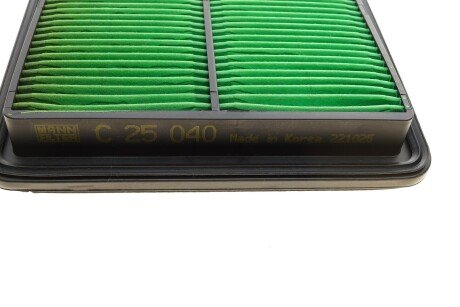 MANN
FILTER
C 25 040
Made in Korea 221026